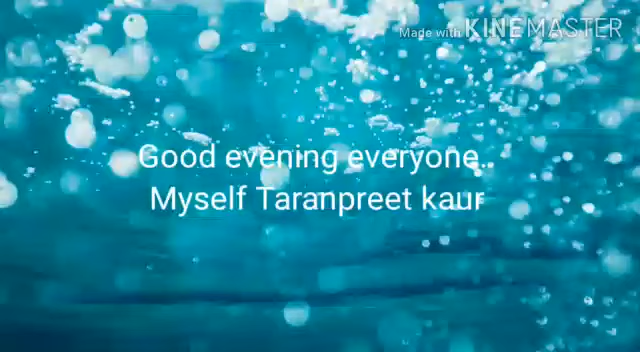 Made with KINEMASTER
Good evening everyone..
Myself Taranpreet kaur